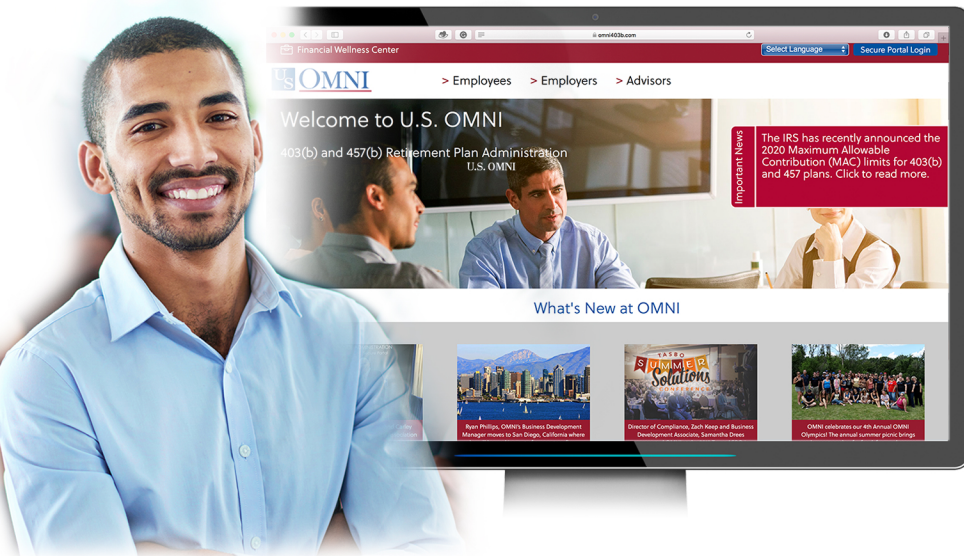 omni403b.com
Financial Wellness Center
Select Language
Secure Portal Login
US OMNI
> Employees > Employers > Advisors
Welcome to U.S. OMNI
403(b) and 457(b) Retirement Plan Administration
U.S. OMNI
Important News
The IRS has recently announced the
2020 Maximum Allowable
Contribution (MAC) limits for 403(b)
and 457 plans. Click to read more.
What's New at OMNI
TASBO
SUMMER
Solutions
CONFERENCE
Ryan Phillips, OMNI's Business Development
Manager moves to San Diego, California where
Director of Compliance, Zach Keep and Business
Development Associate, Samantha Drees
OMNI celebrates our 4th Annual OMNI
Olympics! The annual summer picnic brings